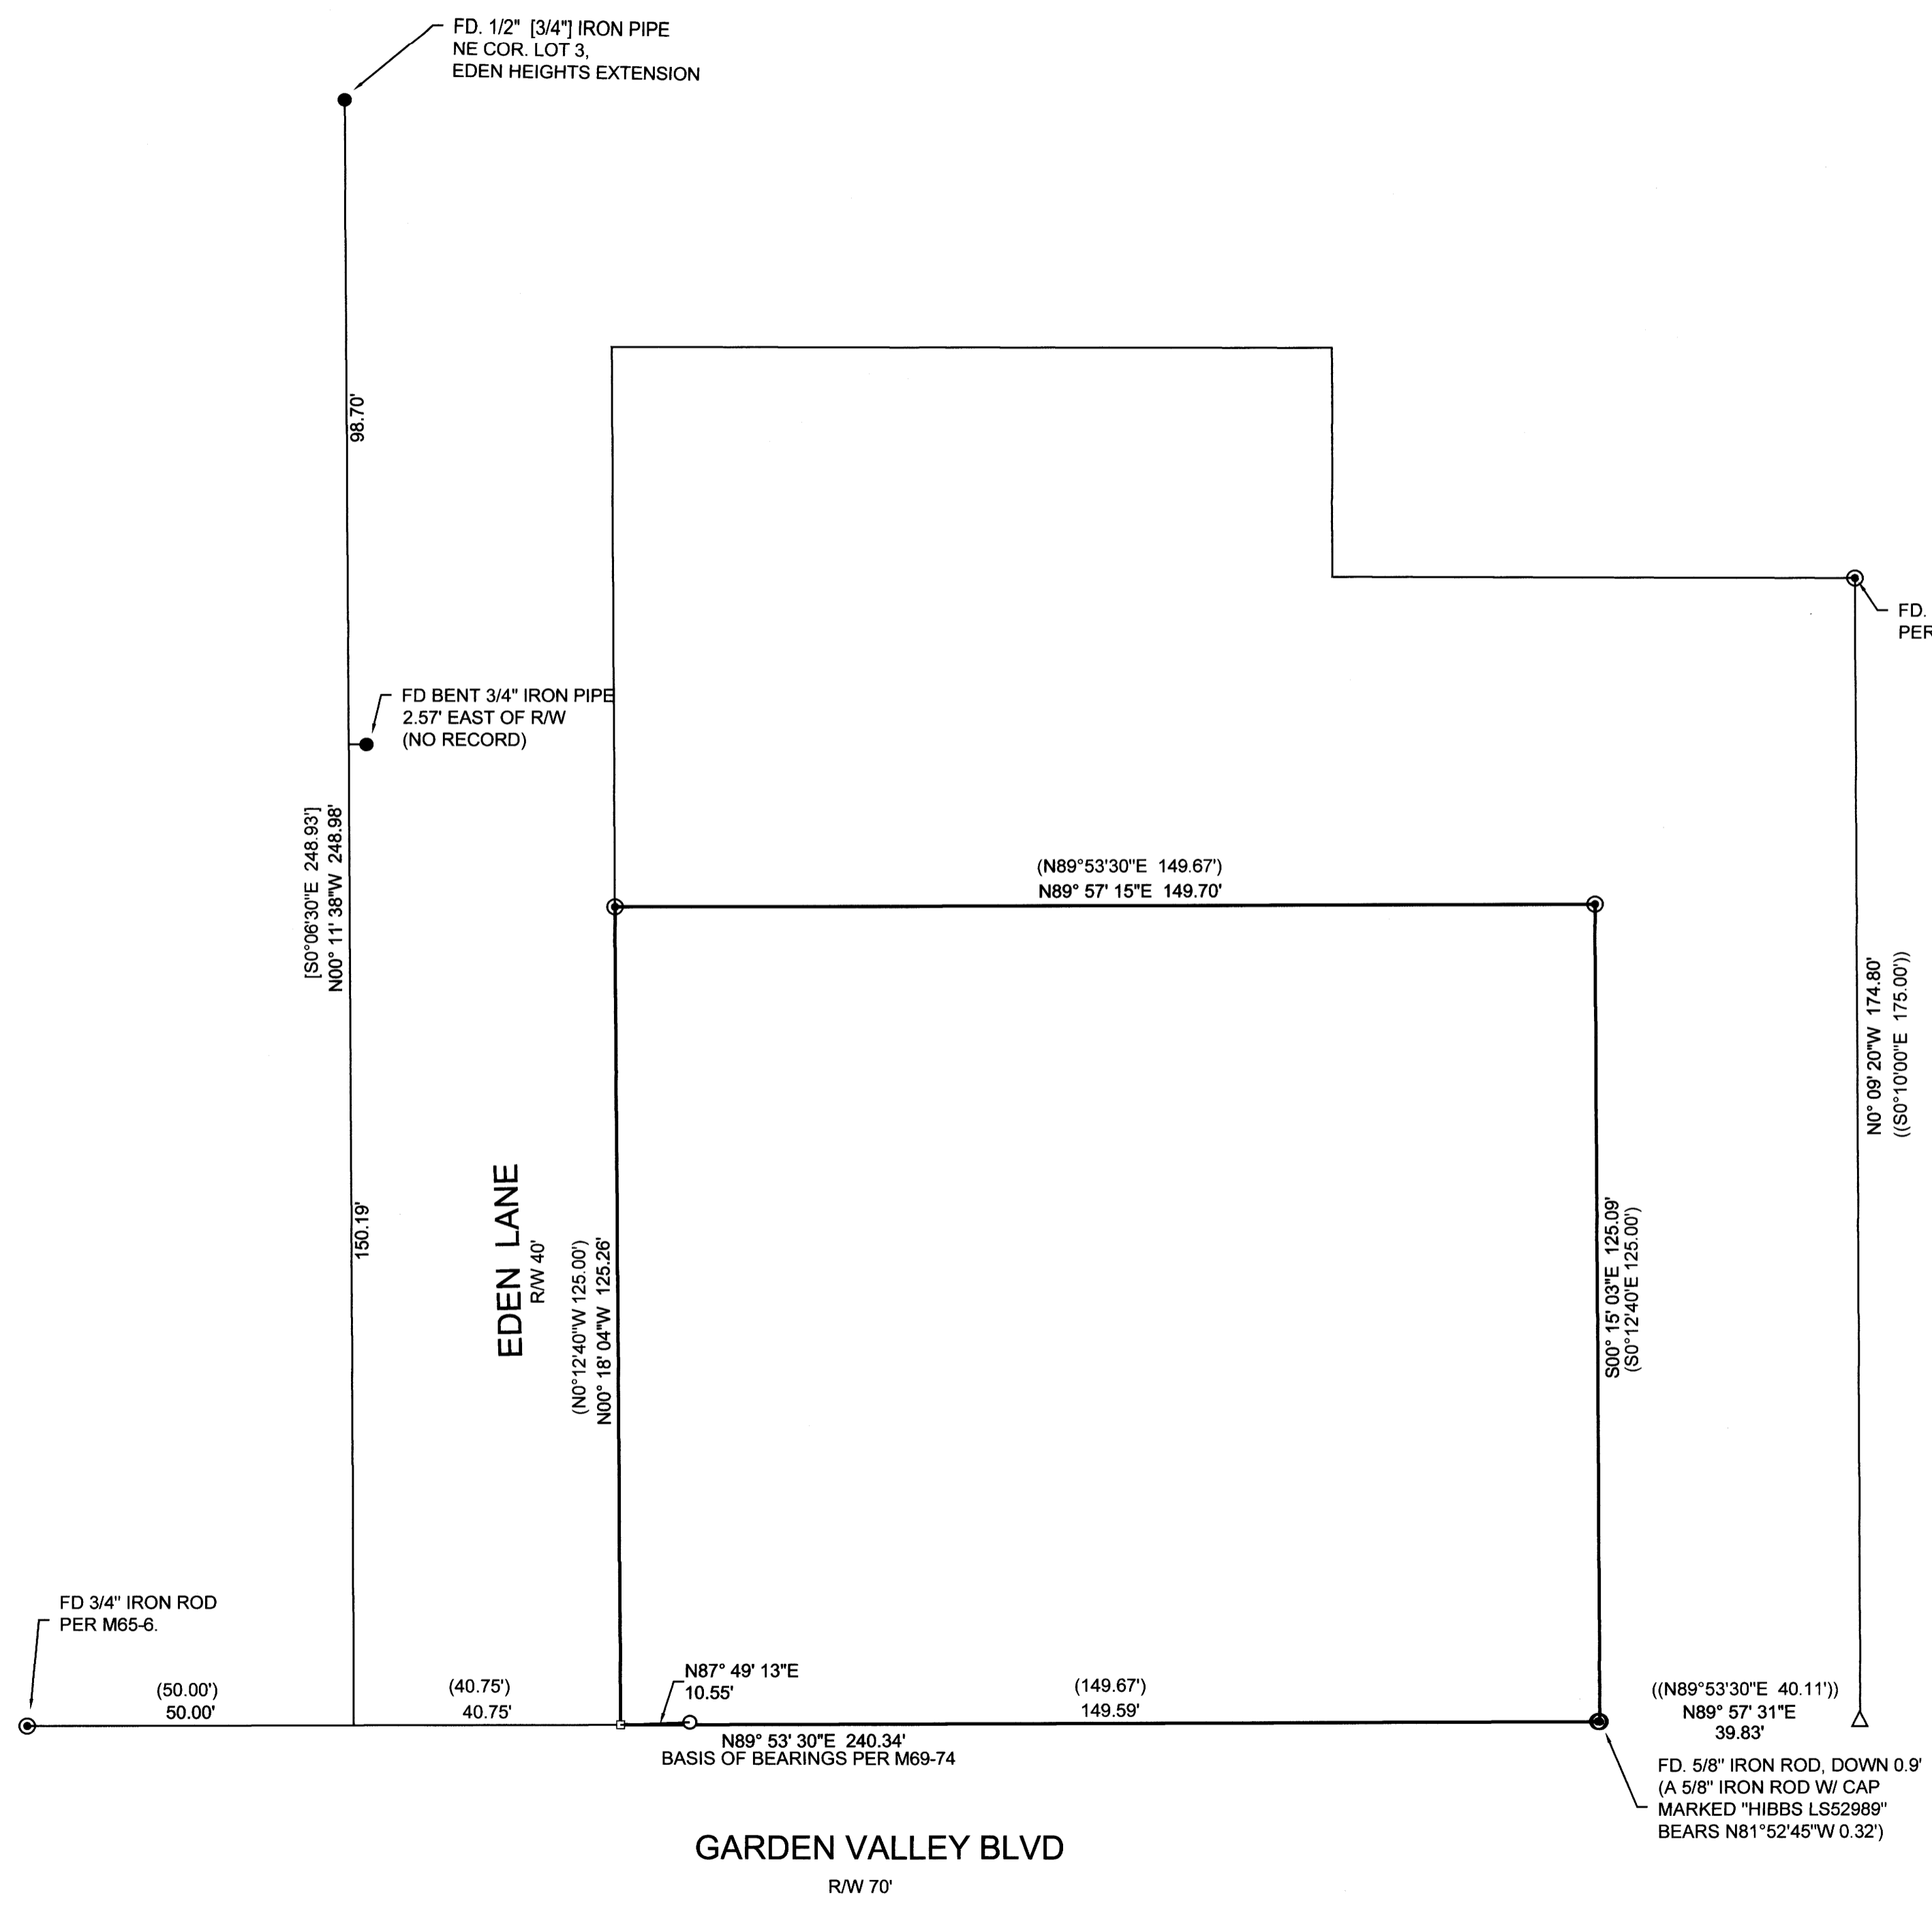 FD. 1/2" [3/4"] IRON PIPE
NE COR. LOT 3,
EDEN HEIGHTS EXTENSION
98.70'
FD.
PER
FD BENT 3/4" IRON PIPE
2.57' EAST OF R/W
(NO RECORD)
[S0°06'30"E 248.93']
N00° 11' 38"W 248.98'
(N89°53'30"E 149.67')
N89° 57' 15"E 149.70'
N0° 09' 20"W 174.80'
((S0°10'00"E 175.00'))
150.19'
EDEN LANE
R/W 40'
(N0°12'40"W 125.00')
N00° 18' 04"W 125.26'
S00° 15' 03"E 125.09'
(S0°12'40'E 125.00')
FD 3/4" IRON ROD
PER M65-6.
(50.00')
50.00'
(40.75')
40.75'
N87° 49' 13"E
10.55'
(149.67')
149.59'
((N89°53'30"E 40.11'))
N89° 57' 31"E
39.83'
N89° 53' 30"E 240.34'
BASIS OF BEARINGS PER M69-74
FD. 5/8" IRON ROD, DOWN 0.9'
(A 5/8" IRON ROD W/ CAP
MARKED "HIBBS LS52989"
BEARS N81°52'45"W 0.32')
GARDEN VALLEY BLVD
R/W 70'